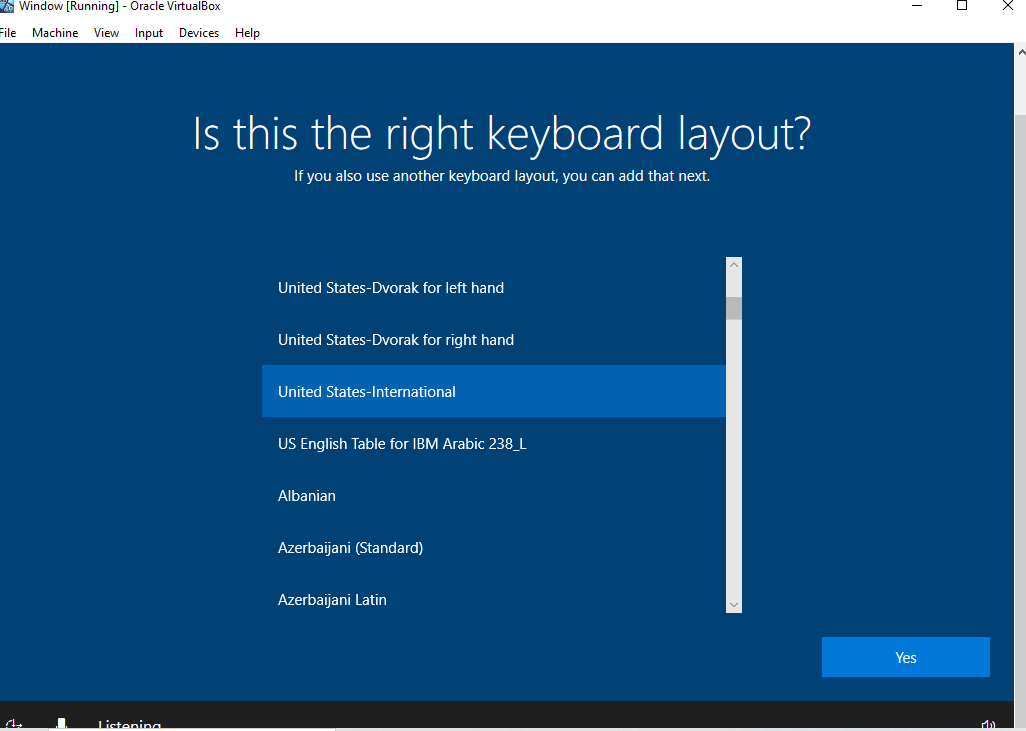 Window [Running] - Oracle VirtualBox
File Machine View Input Devices Help
Is this the right keyboard layout?
If you also use another keyboard layout, you can add that next.
United States-Dvorak for left hand
United States-Dvorak for right hand
United States-International
US English Table for IBM Arabic 238_L
Albanian
Azerbaijani (Standard)
Azerbaijani Latin
Yes
Listening